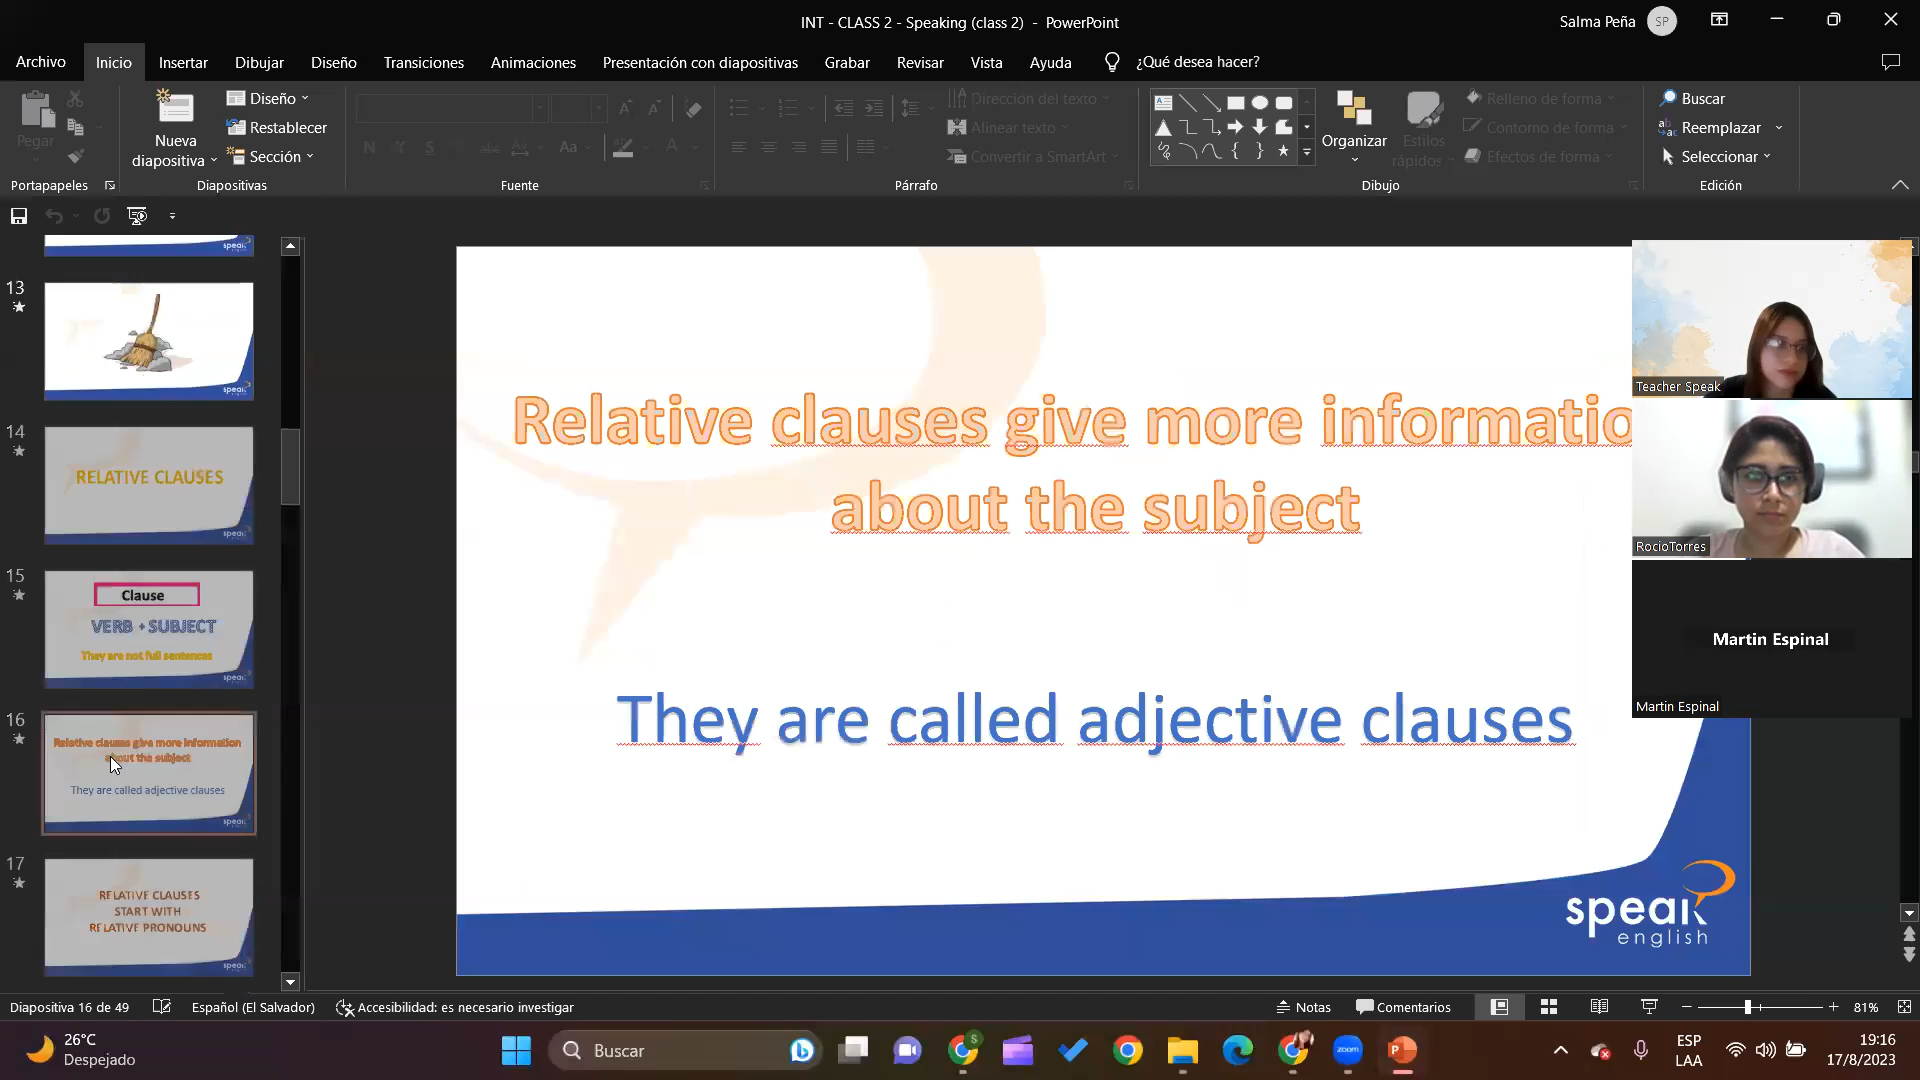 INT - CLASS 2 - Speaking (class 2) - PowerPoint
Salma Peña
SP
Archivo
Inicio
Insertar
Dibujar
Diseño
Transiciones
Animaciones
Presentación con diapositivas
Grabar
Revisar
Vista
Ayuda
¿Qué desea hacer?
Pegar
Portapapeles
Nueva
diapositiva
Diseño
Restablecer
Sección
Diapositivas
Fuente
Dirección del texto
Alinear texto
Convertir a SmartArt
Párrafo
Organizar
Estilos
rápidos
Relleno de forma
Contorno de forma
Efectos de forma
Dibujo
Buscar
Reemplazar
Seleccionar
Edición
13
speak
14
RELATIVE CLAUSES
speak
15
Clause
VERB + SUBJECT
They are not full sentences
speak
16
Relative clauses give more information
about the subject
They are called adjective clauses
speak
17
RELATIVE CLAUSES
START WITH
RELATIVE PRONOUNS
speak
Relative clauses give more informatio
about the subject
They are called adjective clauses
speak
english
Teacher Speak
RocioTorres
Martin Espinal
Martin Espinal
Diapositiva 16 de 49
Español (El Salvador)
Accesibilidad: es necesario investigar
Notas
Comentarios
81%
26°C
Despejado
Buscar
zoom
ESP
LAA
19:16
17/8/2023